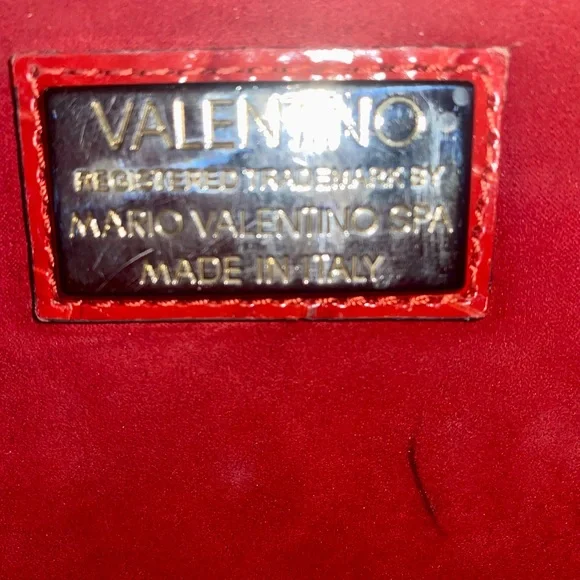 VALENTINO
REGISTERED TRADEMARK BY
MARIO VALENTINO SPA
MADE IN ITALY